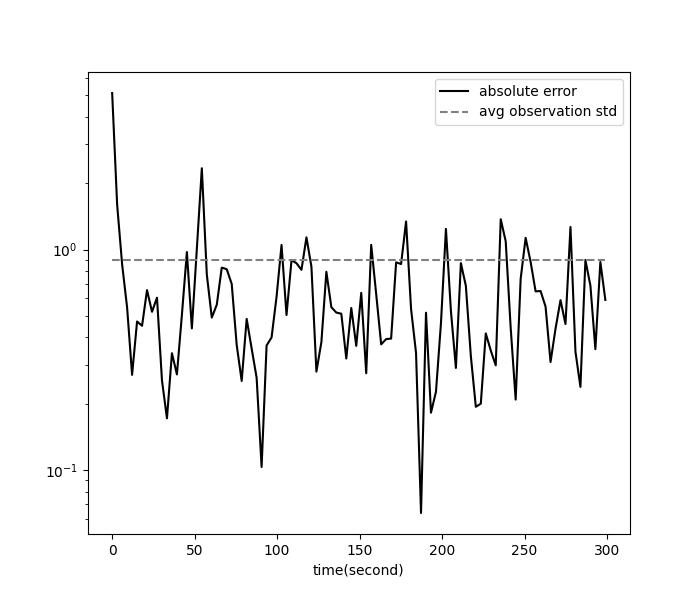 absolute error
avg observation std
10⁰
10⁻¹
0 50 100 150 200 250 300
time(second)